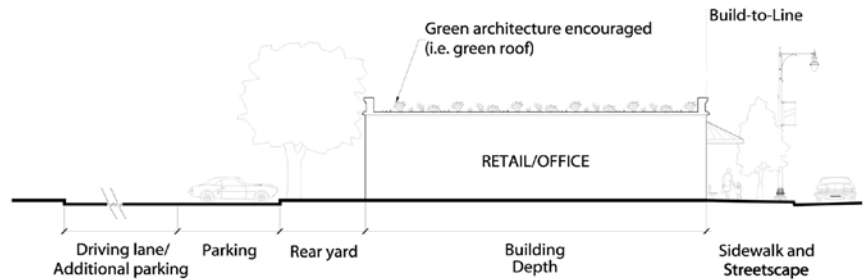 Build-to-Line
Green architecture encouraged
(i.e. green roof)
RETAIL/OFFICE
Driving lane/
Additional parking
Parking
Rear yard
Building
Depth
Sidewalk and
Streetscape